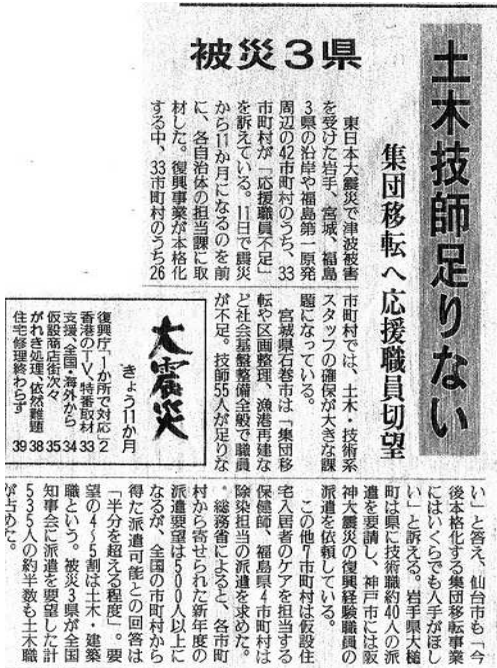 土木技師足りない
被災3県
集団移転へ応援職員切望
東日本大震災で津波被害
を受けた岩手、宮城、福島
3県の沿岸や福島第一原発
周辺の42市町村のうち、33
市町村が「応援職員不足」
を訴えている。11日で震災
から11か月になるのを前
に、各自治体の担当課に取
材した。復興事業が本格化
する中、33市町村のうち26
市町村では、土木・技術系
スタッフの確保が大きな課
題になっている。
宮城県石巻市は「集団移
転や区画整理、漁港再建な
ど社会基盤整備全般で職員
が不足。技師55人が足りな
い」と答え、仙台市も「今
後本格化する集団移転事業
にはいくらでも人手がほし
い」と訴える。岩手県大槌
町は県に技術職約40人の派
遣を要請し、神戸市には阪
神大震災の復興経験職員の
派遣を依頼している。
この他7市町村は仮設住
宅入居者のケアを担当する
保健師、福島県4市町村は
除染担当の派遣を求めた。
総務省によると、各市町
村から寄せられた新年度の
派遣要望は500人以上に
なるが、全国の市町村から
得た派遣可能との回答は
「半分を超える程度」。要
望の4~5割は土木・建築
職という。被災3県が全国
知事会に派遣を要望した計
535人の約半数も土木職
が占めた。
大震災
きょう11か月
復興庁「1か所で対応」2
香港のTV、特番取材 33
支援、全国・海外から 34
仮設商店街次々 35
がれき処理、依然難題 38
住宅修理終わらず 39